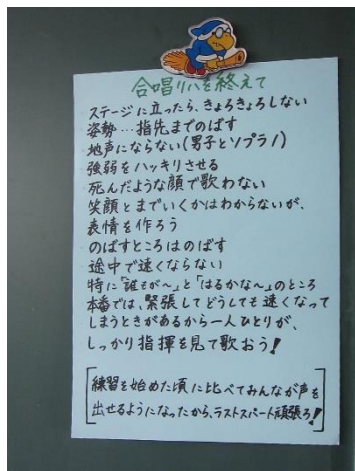 合唱リハを終えて
・ステージに立ったら、きょろきょろしない
・姿勢…指先までのばす
・地声にならない(男子とソプラノ)
・強弱をハッキリさせる
・死んだような顔で歌わない
・笑顔とまでいくかはわからないが、
表情を作ろう
・のばすところはのばす
・途中で速くならない
特に「誰もが〜」と「はるかな〜」のところ
本番では、緊張してどうしても速くなって
しまうときがあるから一人ひとりが、
しっかり指揮を見て歌おう!
練習を始めた頃に比べてみんなが声を
出せるようになったから、ラストスパート頑張ろ!